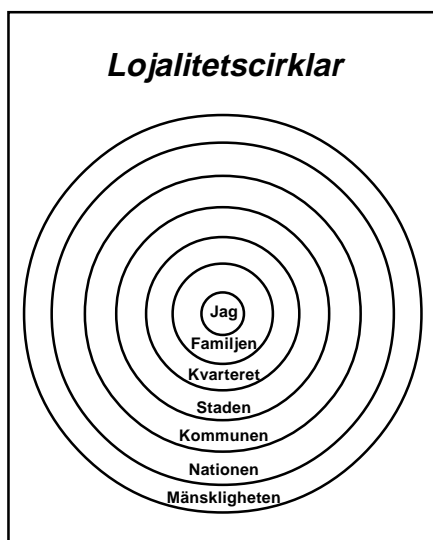 Lojalitetscirklar
Jag
Familjen
Kvarteret
Staden
Kommunen
Nationen
Mänskligheten